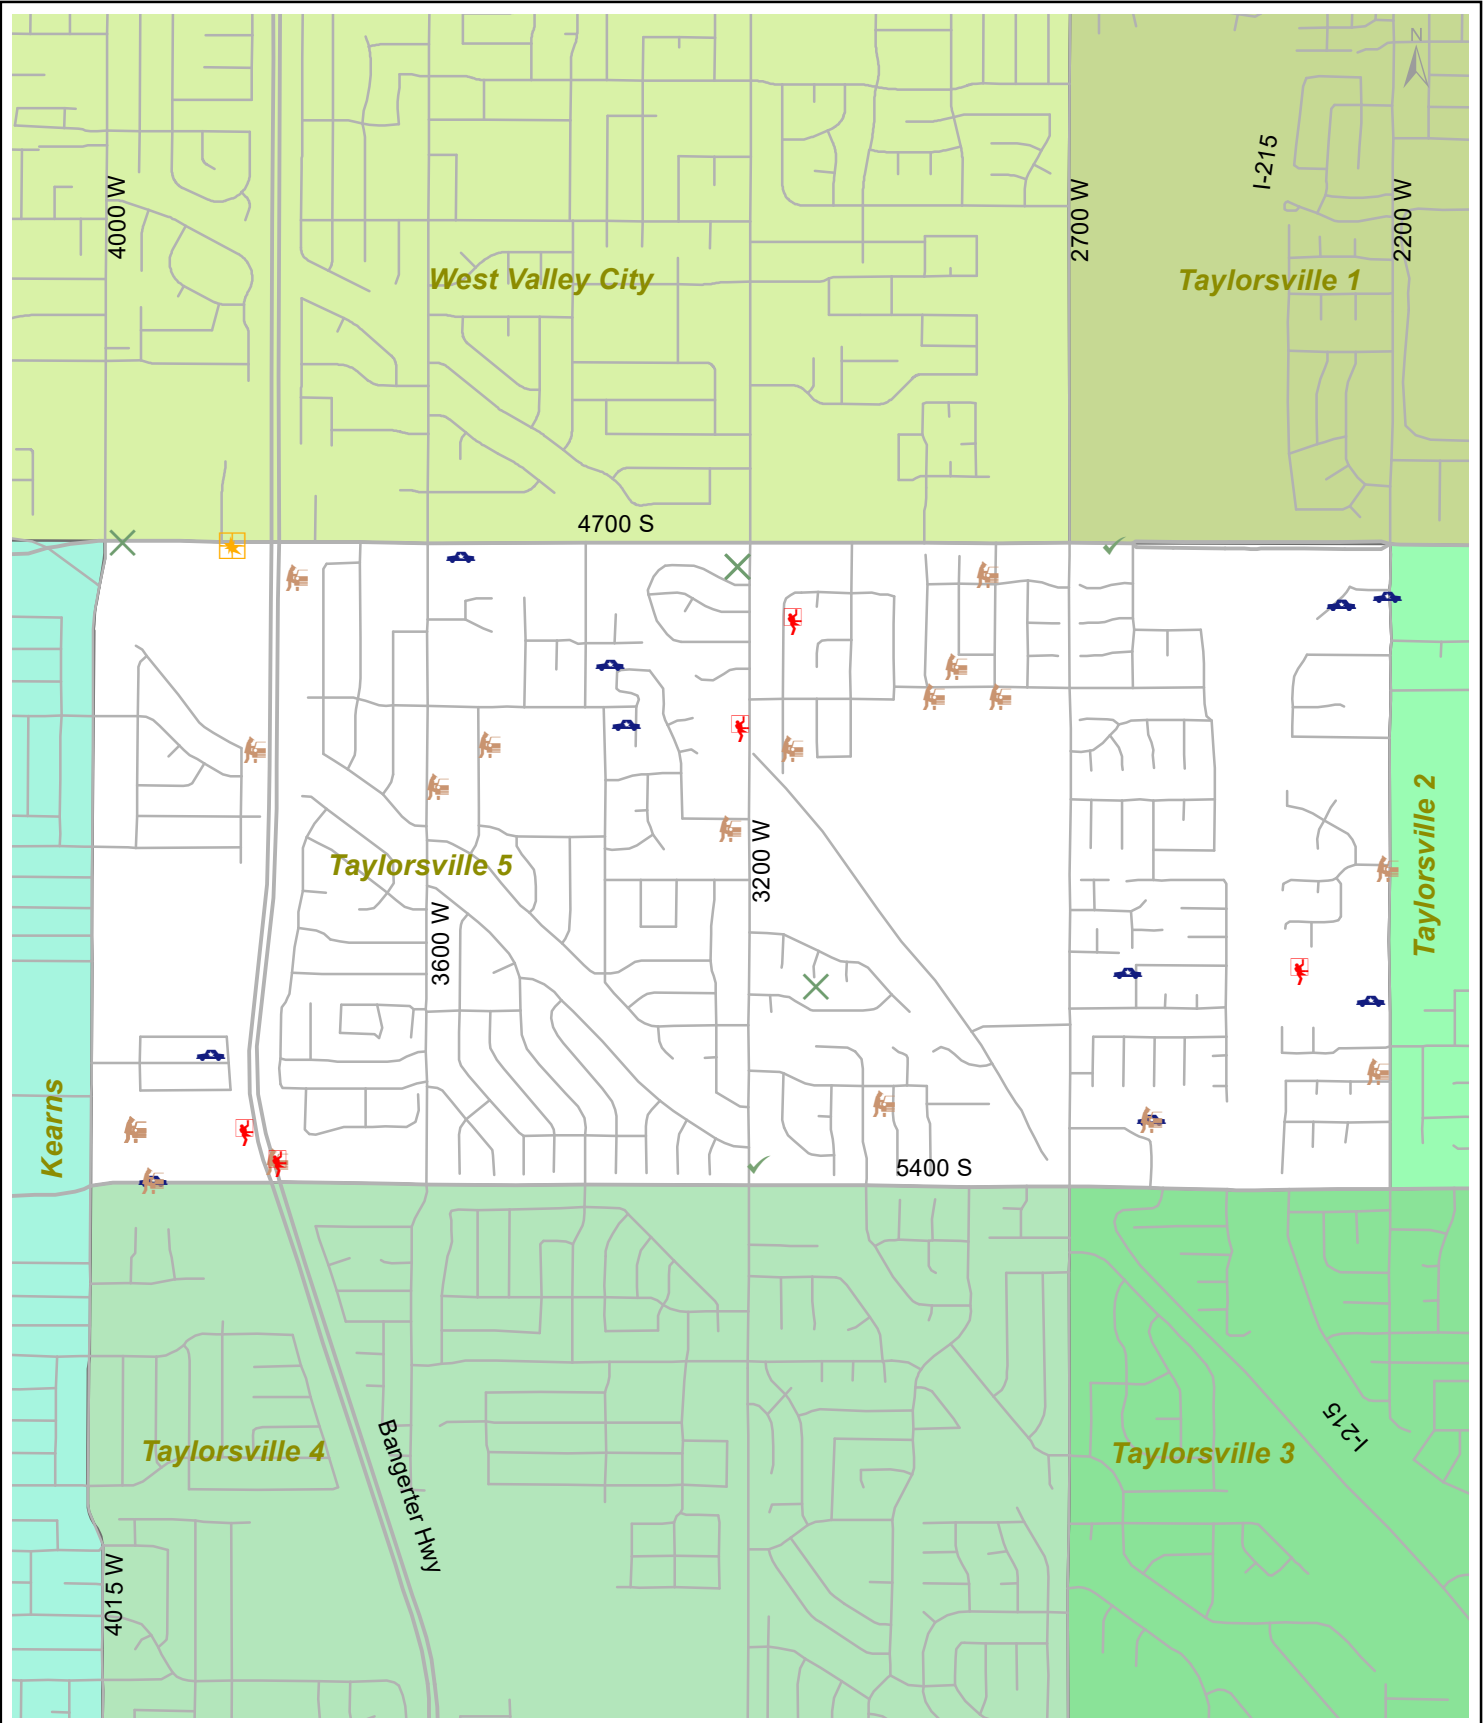 N
I-215
4000 W
2700 W
2200 W
West Valley City
Taylorsville 1
4700 S
Taylorsville 2
3200 W
Taylorsville 5
3600 W
Kearns
5400 S
I-215
Taylorsville 4
Taylorsville 3
Bangerter Hwy
4015 W